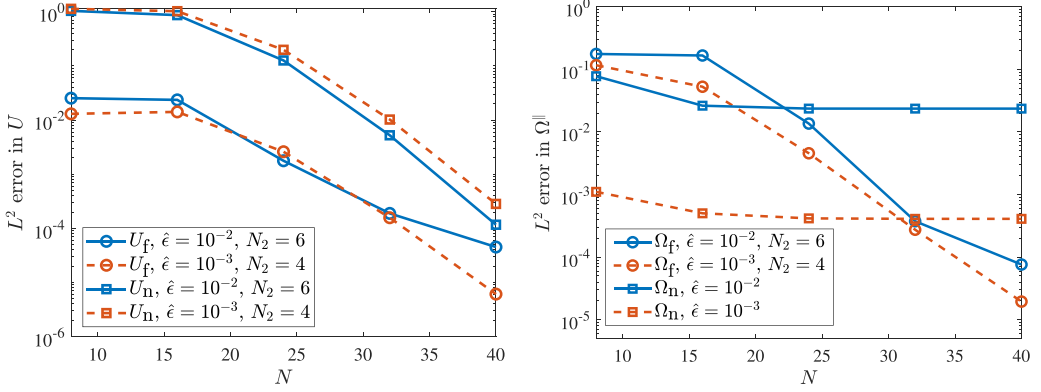 10^0
10^-2
10^-4
10^-6
L^2 error in U
10 15 20 25 30 35 40
N
U_f, ε̂ = 10^-2, N_2 = 6
U_f, ε̂ = 10^-3, N_2 = 4
U_n, ε̂ = 10^-2, N_2 = 6
U_n, ε̂ = 10^-3, N_2 = 4
10^0
10^-1
10^-2
10^-3
10^-4
10^-5
L^2 error in Ω^∥
10 15 20 25 30 35 40
N
Ω_f, ε̂ = 10^-2, N_2 = 6
Ω_f, ε̂ = 10^-3, N_2 = 4
Ω_n, ε̂ = 10^-2
Ω_n, ε̂ = 10^-3